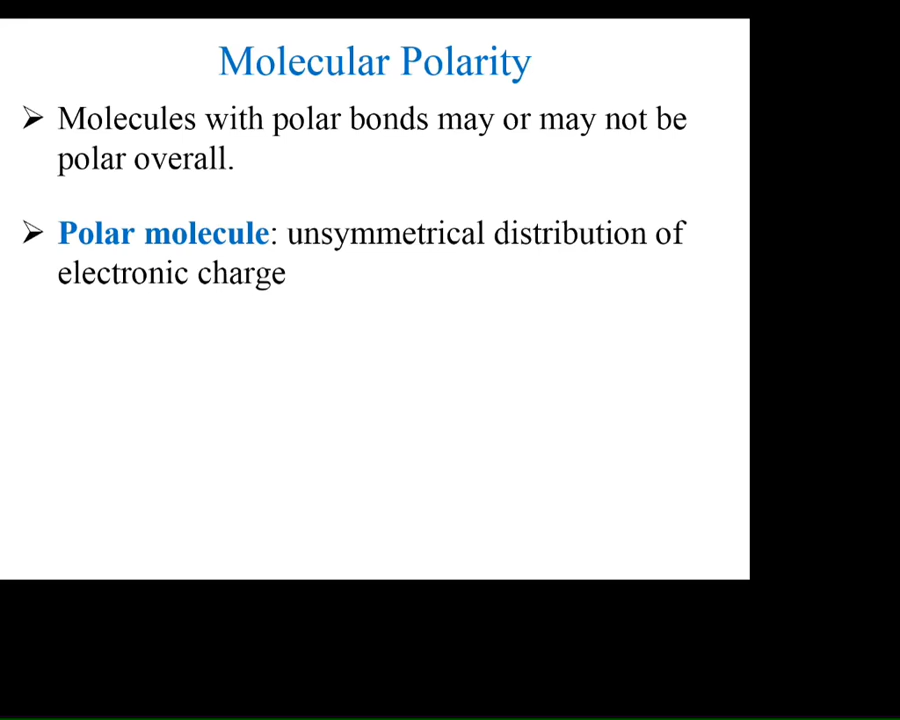 Molecular Polarity
➢ Molecules with polar bonds may or may not be
polar overall.
➢ Polar molecule: unsymmetrical distribution of
electronic charge